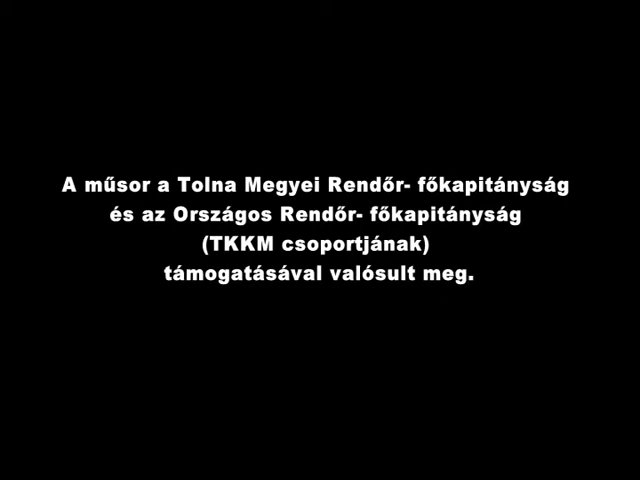 A műsor a Tolna Megyei Rendőr- főkapitányság
és az Országos Rendőr- főkapitányság
(TKKM csoportjának)
támogatásával valósult meg.